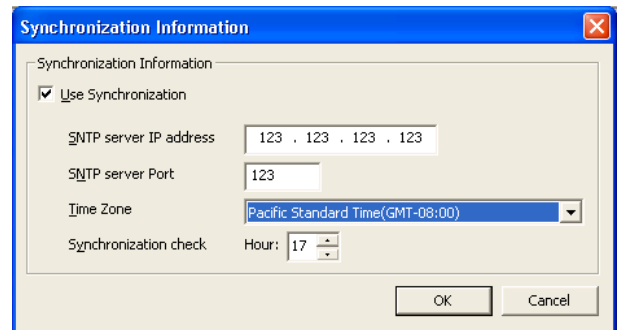 Synchronization Information
Synchronization Information
Use Synchronization
SNTP server IP address 123 . 123 . 123 . 123
SNTP server Port 123
Time Zone Pacific Standard Time(GMT-08:00)
Synchronization check Hour: 17
OK Cancel